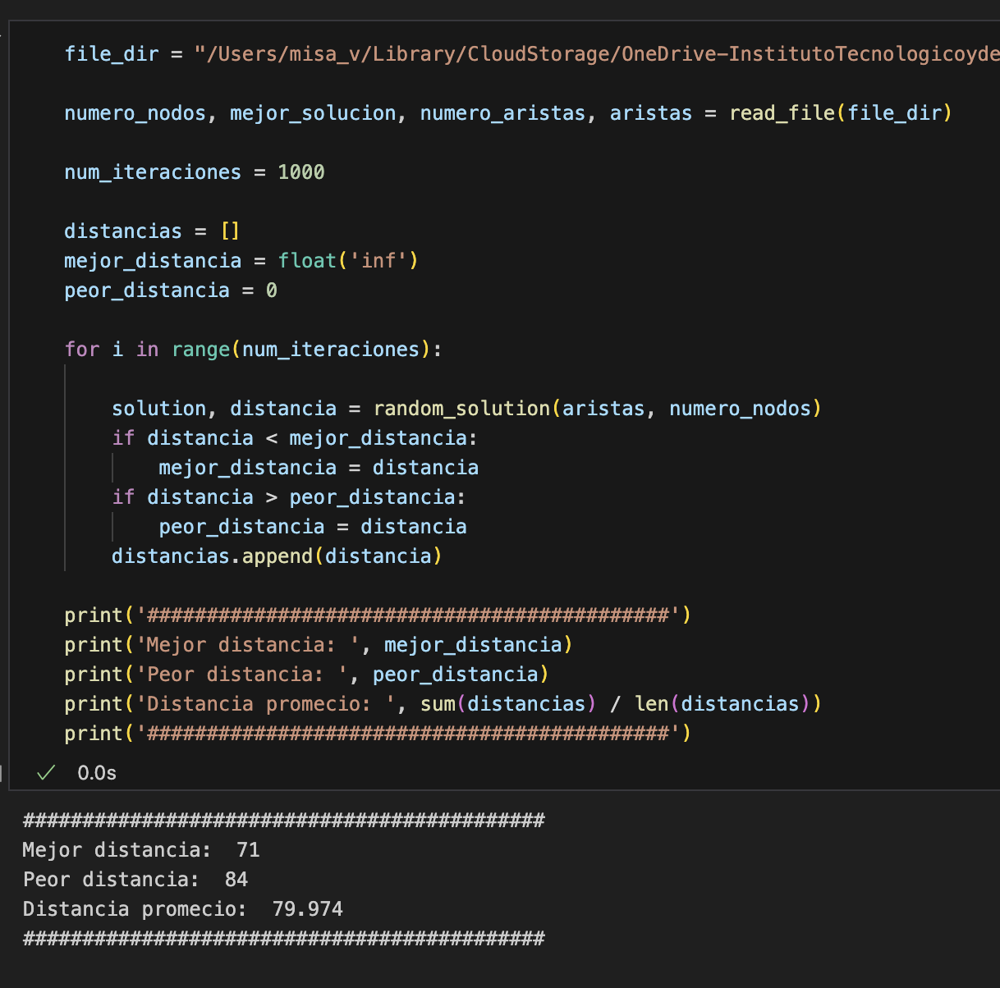 file_dir = "/Users/misa_v/Library/CloudStorage/OneDrive-InstitutoTecnologicoyde
numero_nodos, mejor_solucion, numero_aristas, aristas = read_file(file_dir)
num_iteraciones = 1000
distancias = []
mejor_distancia = float('inf')
peor_distancia = 0
for i in range(num_iteraciones):
solution, distancia = random_solution(aristas, numero_nodos)
if distancia < mejor_distancia:
mejor_distancia = distancia
if distancia > peor_distancia:
peor_distancia = distancia
distancias.append(distancia)
print('############################################')
print('Mejor distancia: ', mejor_distancia)
print('Peor distancia: ', peor_distancia)
print('Distancia promecio: ', sum(distancias) / len(distancias))
print('############################################')
0.0s
############################################
Mejor distancia:  71
Peor distancia:  84
Distancia promecio:  79.974
############################################